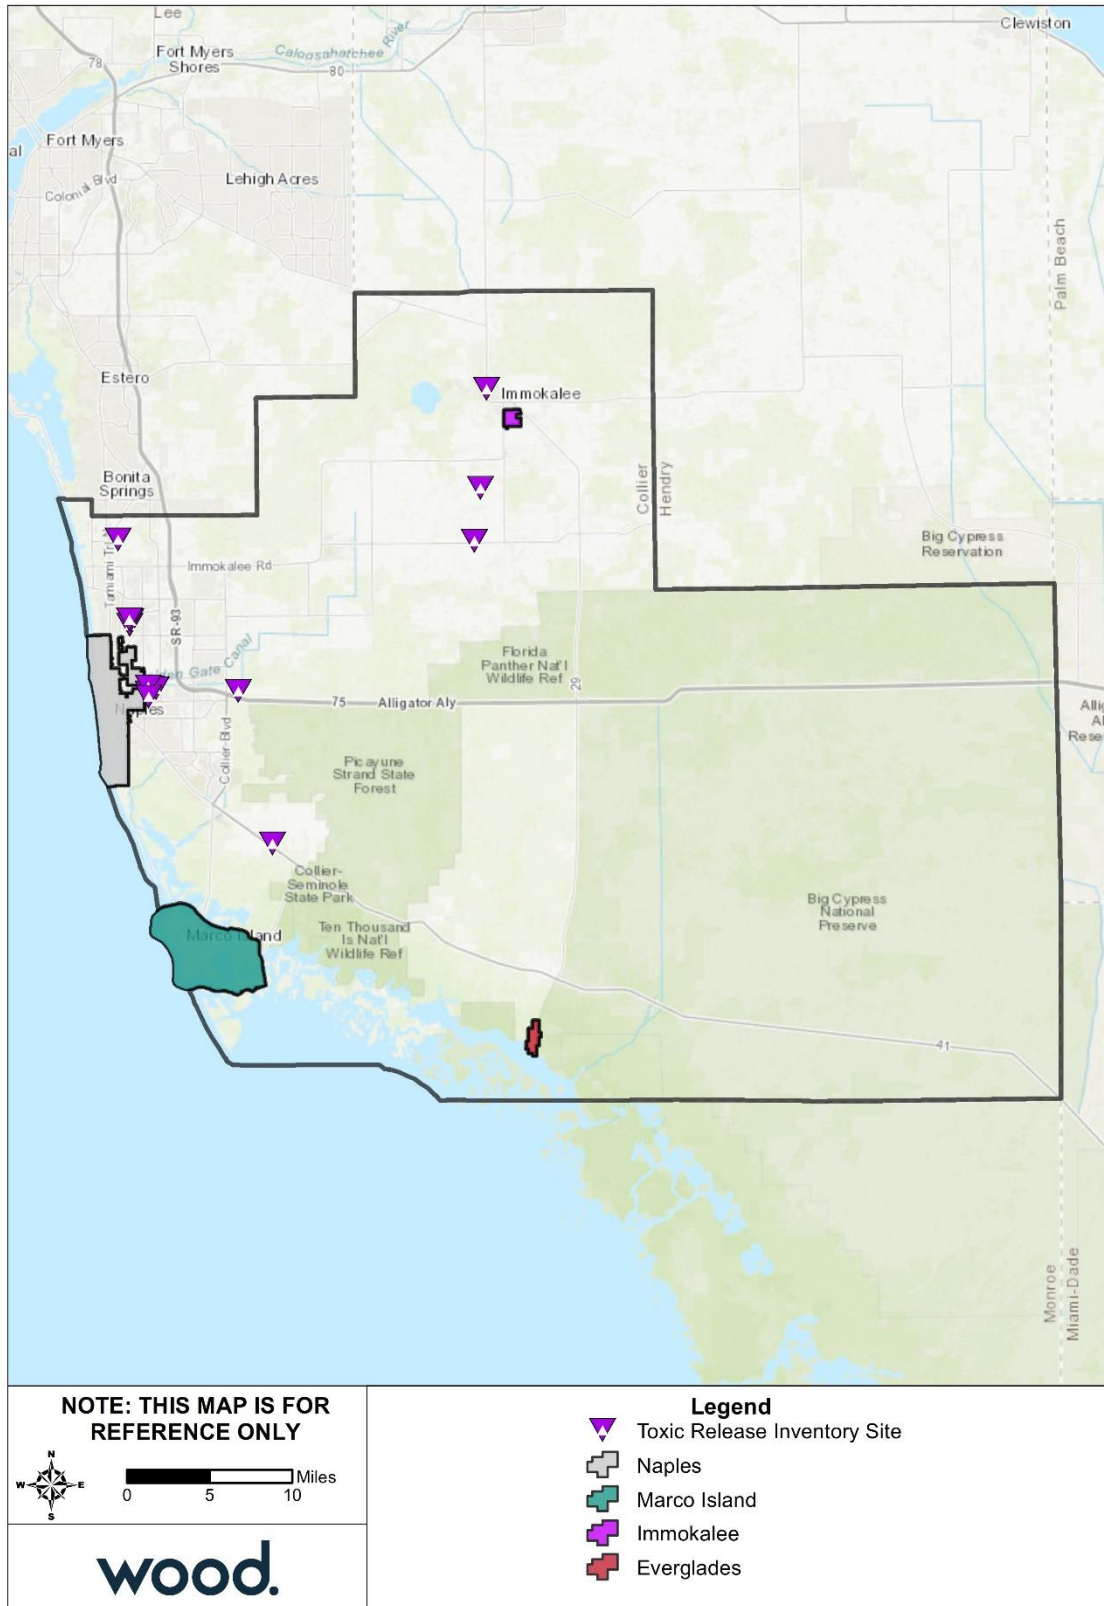 Lee
Clewiston
Fort Myers
Shores
Caloosahatchee
River
78
80
Fort Myers
al
Colonial Blvd
Lehigh Acres
Palm Beach
Estero
Immokalee
Bonita
Springs
Collier
Hendry
Big Cypress
Reservation
Tamiami Trl N
Immokalee Rd
SR-93
Florida
Panther Nat'l
Wildlife Ref
Canal
29
Naples
75
Alligator Aly
Collier-Blvd
Picayune
Strand State
Forest
Collier-
Seminole
State Park
Big Cypress
National
Preserve
Ten Thousand
Is Nat'l
Wildlife Ref
Marco Island
41
Monroe
Miami-Dade
NOTE: THIS MAP IS FOR
REFERENCE ONLY
N
W E
S
Miles
0 5 10
wood.
Legend
Toxic Release Inventory Site
Naples
Marco Island
Immokalee
Everglades